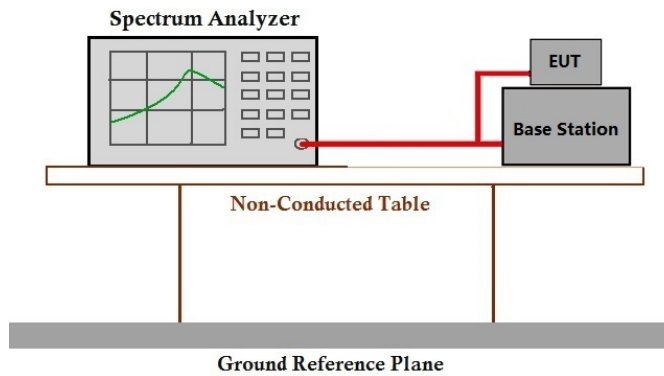 Spectrum Analyzer
EUT
Base Station
Non-Conducted Table
Ground Reference Plane